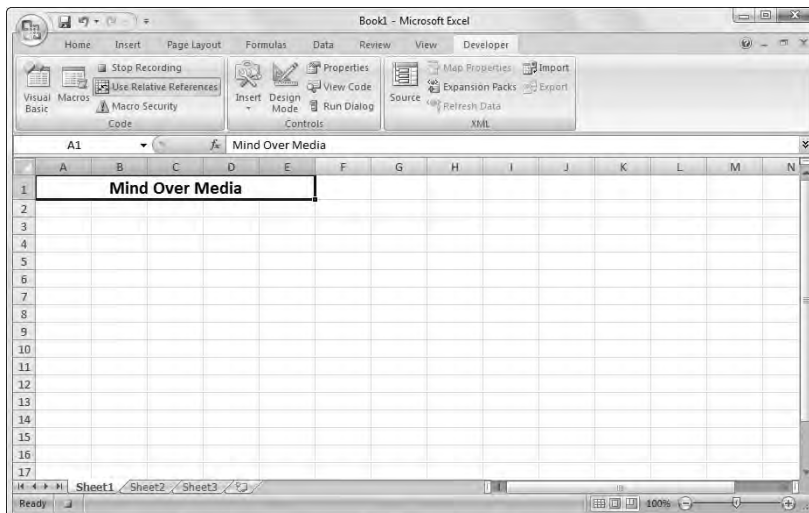 Book1 - Microsoft Excel
Home Insert Page Layout Formulas Data Review View Developer
Visual Basic
Macros
Stop Recording
Use Relative References
Macro Security
Code
Insert
Design Mode
Properties
View Code
Run Dialog
Controls
Source
Map Properties
Expansion Packs
Refresh Data
Import
Export
XML
A1 fx Mind Over Media
A B C D E F G H I J K L M N
1 Mind Over Media
2
3
4
5
6
7
8
9
10
11
12
13
14
15
16
17
Sheet1 Sheet2 Sheet3
Ready 100%